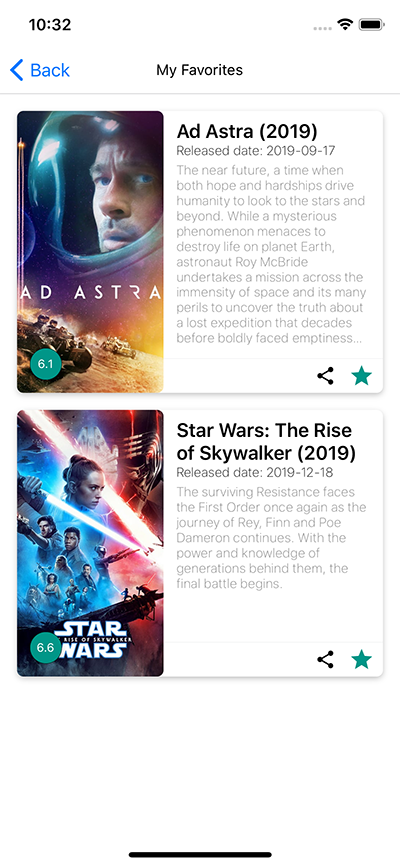 10:32
Back
My Favorites
AD ASTRA
6.1
Ad Astra (2019)
Released date: 2019-09-17
The near future, a time when
both hope and hardships drive
humanity to look to the stars and
beyond. While a mysterious
phenomenon menaces to
destroy life on planet Earth,
astronaut Roy McBride
undertakes a mission across the
immensity of space and its many
perils to uncover the truth about
a lost expedition that decades
before boldly faced emptiness...
STAR
RISE OF SKYWALKER
WARS
6.6
Star Wars: The Rise
of Skywalker (2019)
Released date: 2019-12-18
The surviving Resistance faces
the First Order once again as the
journey of Rey, Finn and Poe
Dameron continues. With the
power and knowledge of
generations behind them, the
final battle begins.